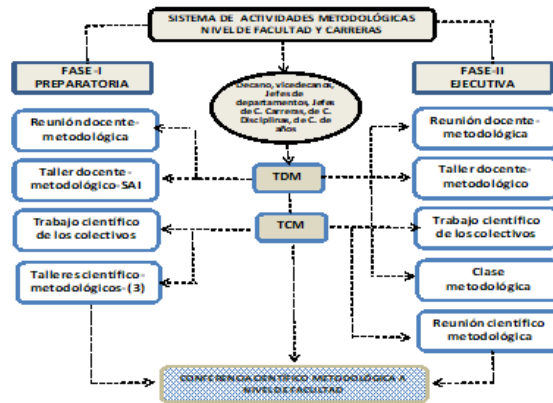 SISTEMA DE ACTIVIDADES METODOLÓGICAS
NIVEL DE FACULTAD Y CARRERAS
FASE-I
PREPARATORIA
Reunión docente-
metodológica
Taller docente-
metodológico-SAI
Trabajo científico
de los colectivos
Talleres científico-
metodológicos-(3)
Decano, vicedecanos,
Jefes de
departamentos, Jefes
de C. Carreras, de C.
Disciplinas, de C. de
años
TDM
TCM
FASE-II
EJECUTIVA
Reunión docente-
metodológica
Taller docente-
metodológico
Trabajo científico
de los colectivos
Clase
metodológica
Reunión científico
metodológica
CONFERENCIA CIENTÍFICO METODOLÓGICA A
NIVEL DE FACULTAD